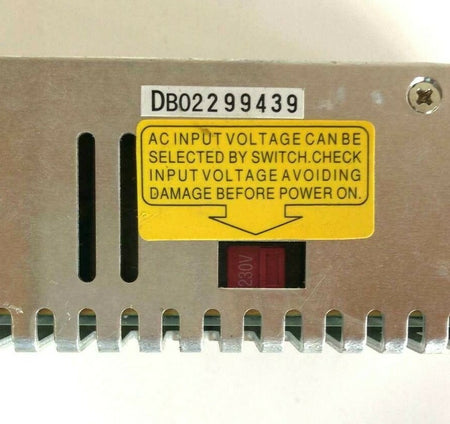 DB02299439
AC INPUT VOLTAGE CAN BE
SELECTED BY SWITCH.CHECK
INPUT VOLTAGE AVOIDING
DAMAGE BEFORE POWER ON.
230V